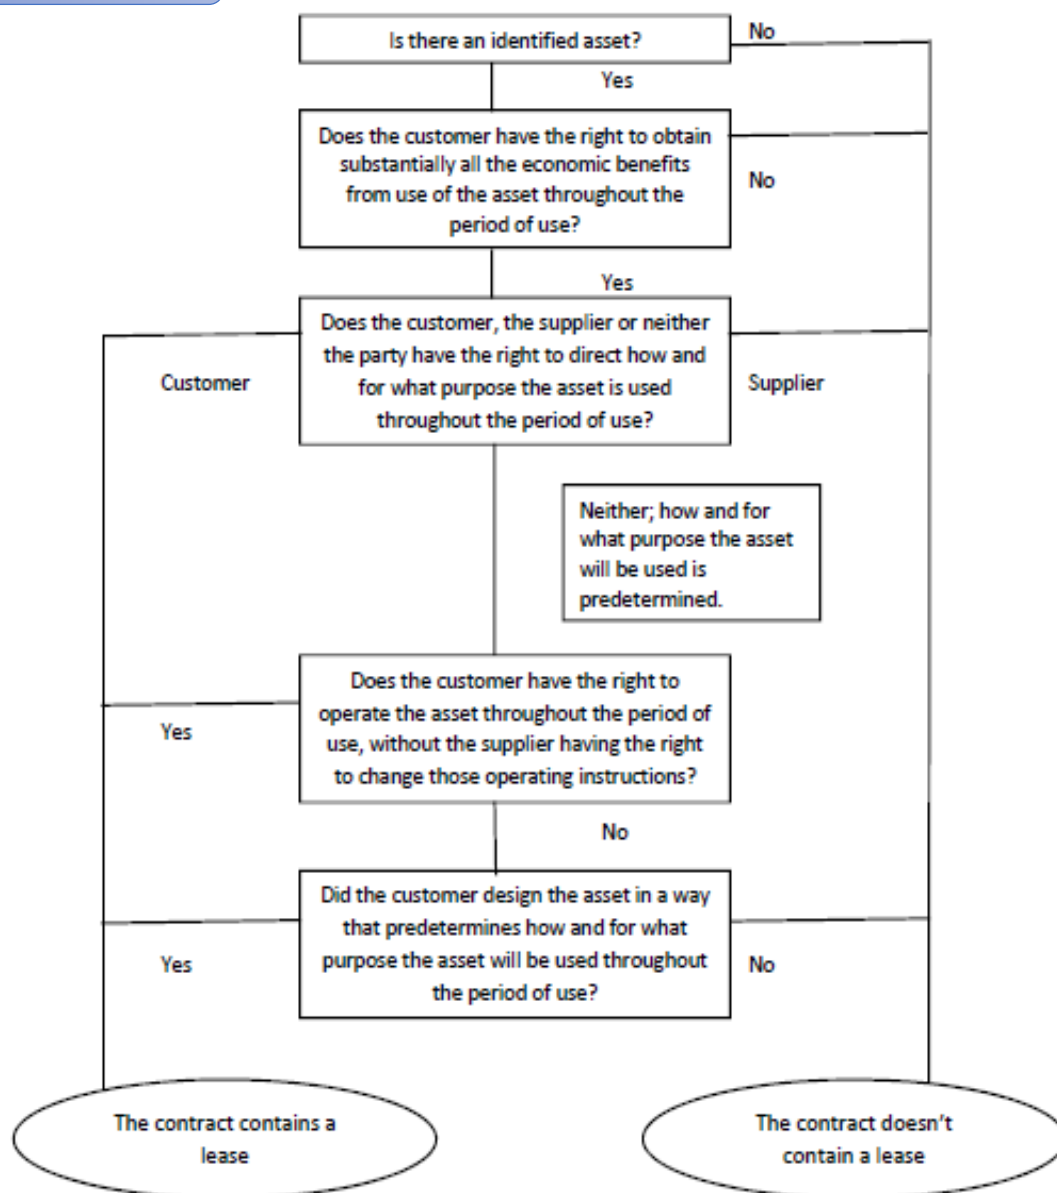 Is there an identified asset?
No
Yes
Does the customer have the right to obtain
substantially all the economic benefits
from use of the asset throughout the
period of use?
No
Yes
Does the customer, the supplier or neither
the party have the right to direct how and
for what purpose the asset is used
throughout the period of use?
Customer
Supplier
Neither; how and for
what purpose the asset
will be used is
predetermined.
Does the customer have the right to
operate the asset throughout the period of
use, without the supplier having the right
to change those operating instructions?
Yes
No
Did the customer design the asset in a way
that predetermines how and for what
purpose the asset will be used throughout
the period of use?
Yes
No
The contract contains a
lease
The contract doesn't
contain a lease